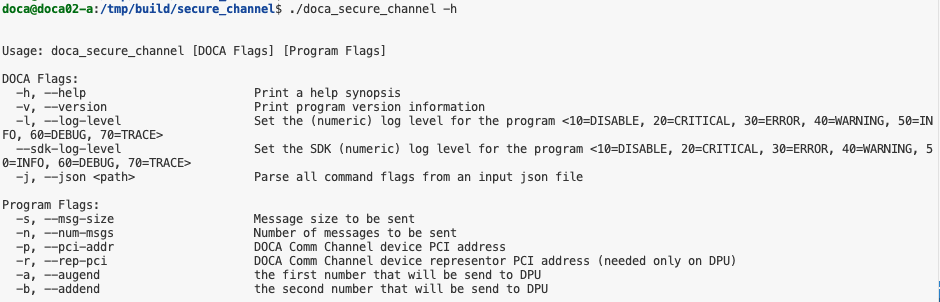 doca@doca02-a:/tmp/build/secure_channel$ ./doca_secure_channel -h
Usage: doca_secure_channel [DOCA Flags] [Program Flags]
DOCA Flags:
-h, --help Print a help synopsis
-v, --version Print program version information
-l, --log-level Set the (numeric) log level for the program <10=DISABLE, 20=CRITICAL, 30=ERROR, 40=WARNING, 50=IN
FO, 60=DEBUG, 70=TRACE>
--sdk-log-level Set the SDK (numeric) log level for the program <10=DISABLE, 20=CRITICAL, 30=ERROR, 40=WARNING, 5
0=INFO, 60=DEBUG, 70=TRACE>
-j, --json <path> Parse all command flags from an input json file
Program Flags:
-s, --msg-size Message size to be sent
-n, --num-msgs Number of messages to be sent
-p, --pci-addr DOCA Comm Channel device PCI address
-r, --rep-pci DOCA Comm Channel device representor PCI address (needed only on DPU)
-a, --augend the first number that will be send to DPU
-b, --addend the second number that will be send to DPU